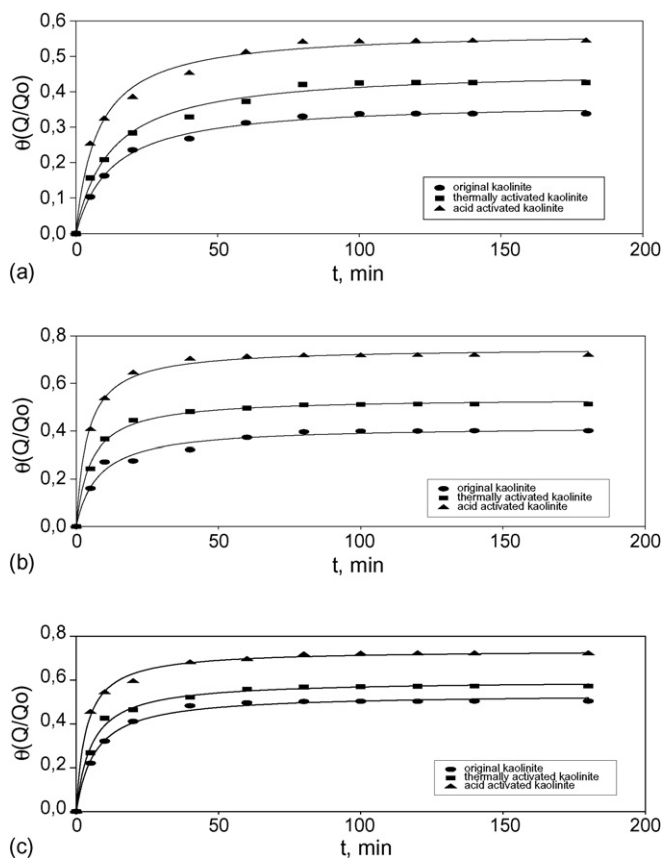 θ(Q/Qo)
0,6
0,5
0,4
0,3
0,2
0,1
0,0
original kaolinite
thermally activated kaolinite
acid activated kaolinite
0 50 100 150 200
(a)
t, min
θ(Q/Qo)
0,8
0,6
0,4
0,2
0,0
original kaolinite
thermally activated kaolinite
acid activated kaolinite
0 50 100 150 200
(b)
t, min
θ(Q/Qo)
0,8
0,6
0,4
0,2
0,0
original kaolinite
thermally activated kaolinite
acid activated kaolinite
0 50 100 150 200
(c)
t, min